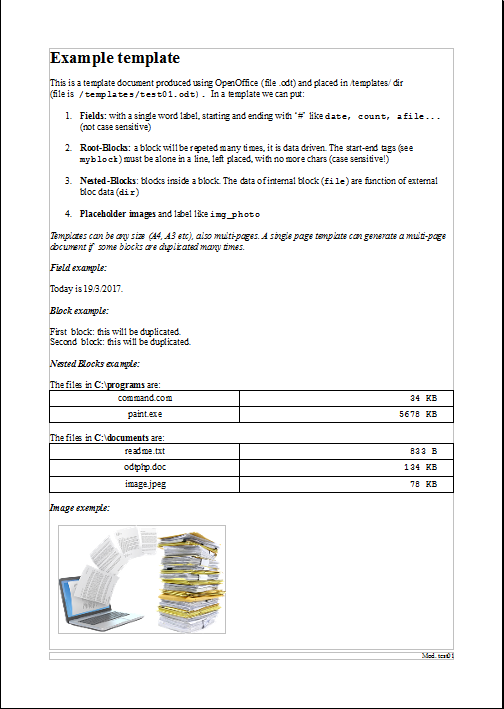 Example template
This is a template document produced using OpenOffice (file .odt) and placed in /templates/ dir
(file is /templates/test01.odt). In a template we can put:
1. Fields: with a single word label, starting and ending with '#' like date, count, afile...
(not case sensitive)
2. Root-Blocks: a block will be repeted many times, it is data driven. The start-end tags (see
myblock) must be alone in a line, left placed, with no more chars (case sensitive!)
3. Nested-Blocks: blocks inside a block. The data of internal block (file) are function of external
bloc data (dir)
4. Placeholder images and label like img_photo
Templates can be any size (A4, A3 etc), also multi-pages. A single page template can generate a multi-page
document if some blocks are duplicated many times.
Field example:
Today is 19/3/2017.
Block example:
First block: this will be duplicated.
Second block: this will be duplicated.
Nested Blocks example:
The files in C:\programs are:
command.com 34 KB
paint.exe 5678 KB
The files in C:\documents are:
readme.txt 833 B
odtphp.doc 134 KB
image.jpeg 78 KB
Image exemple:
Mod. test01